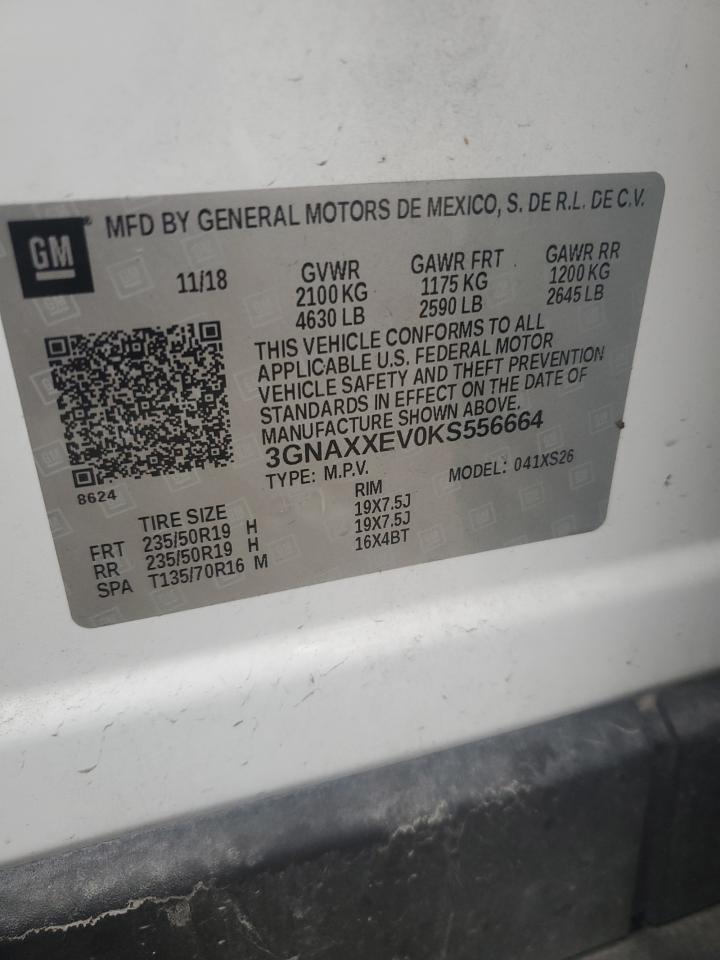 GM
MFD BY GENERAL MOTORS DE MEXICO, S. DE R.L. DE C.V.
11/18
GVWR
2100 KG
4630 LB
GAWR FRT
1175 KG
2590 LB
GAWR RR
1200 KG
2645 LB
THIS VEHICLE CONFORMS TO ALL
APPLICABLE U.S. FEDERAL MOTOR
VEHICLE SAFETY AND THEFT PREVENTION
STANDARDS IN EFFECT ON THE DATE OF
MANUFACTURE SHOWN ABOVE.
3GNAXXEV0KS556664
TYPE: M.P.V. MODEL: 041XS26
8624
TIRE SIZE RIM
FRT 235/50R19 H 19X7.5J
RR 235/50R19 H 19X7.5J
SPA T135/70R16 M 16X4BT